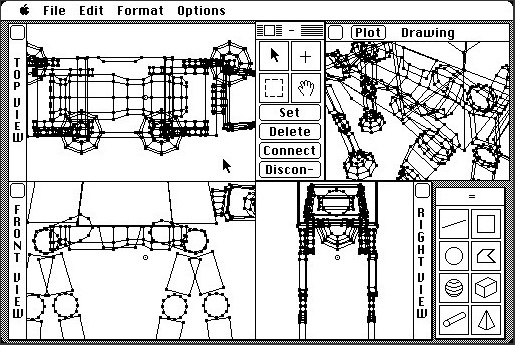 File Edit Format Options
TOP VIEW
Plot Drawing
Set
Delete
Connect
Discon-
FRONT VIEW
RIGHT VIEW